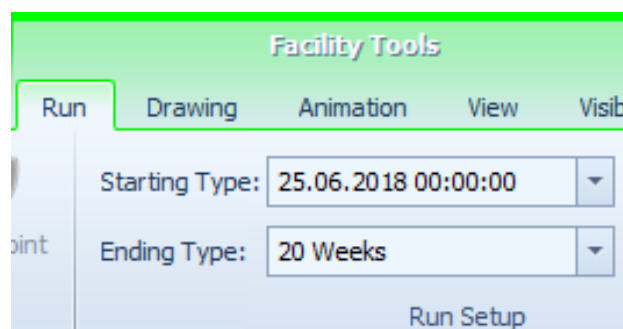 Facility Tools
Run Drawing Animation View
Starting Type: 25.06.2018 00:00:00
Ending Type: 20 Weeks
Run Setup